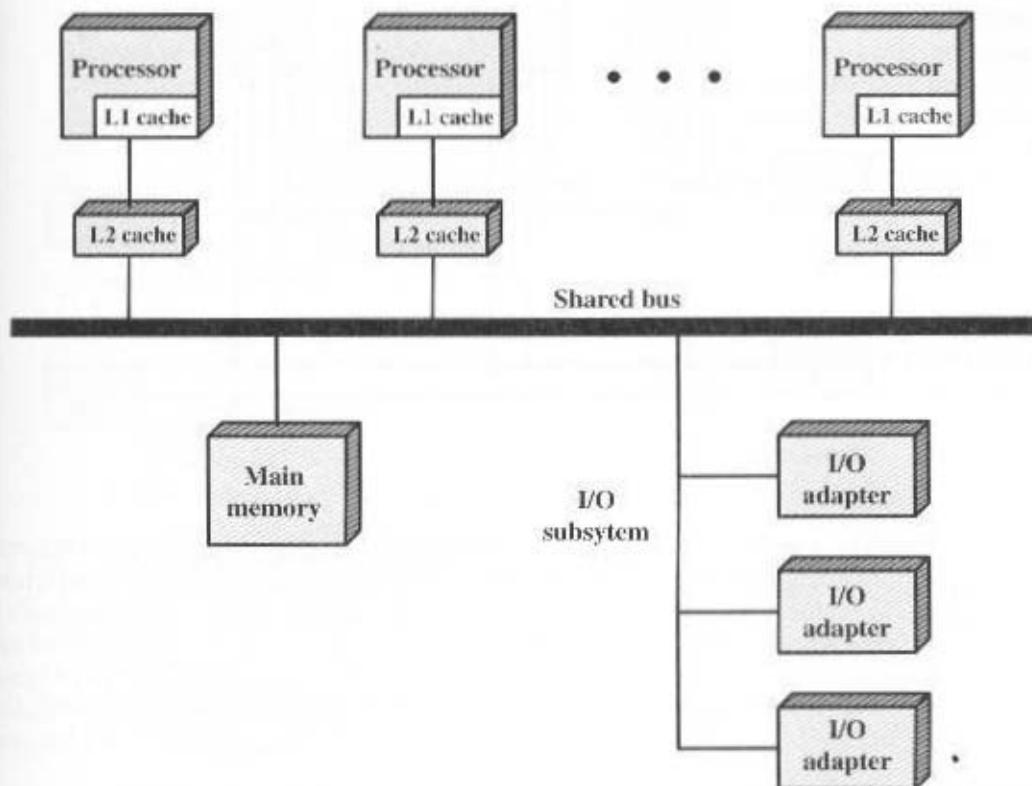 Processor
L1 cache
Processor
L1 cache
Processor
L1 cache
L2 cache
L2 cache
L2 cache
Shared bus
Main
memory
I/O
subsytem
I/O
adapter
I/O
adapter
I/O
adapter